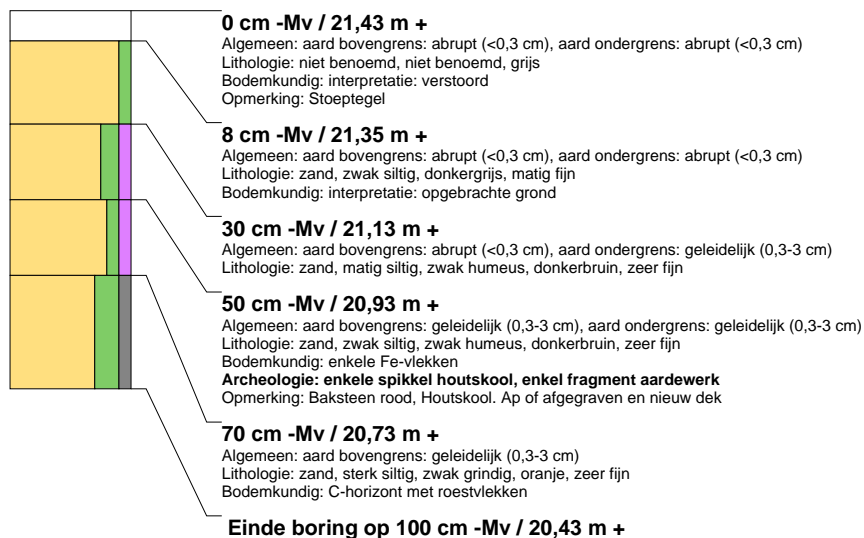 0 cm -Mv / 21,43 m +
Algemeen: aard bovengrens: abrupt (<0,3 cm), aard ondergrens: abrupt (<0,3 cm)
Lithologie: niet benoemd, niet benoemd, grijs
Bodemkundig: interpretatie: verstoord
Opmerking: Stoeptegel
8 cm -Mv / 21,35 m +
Algemeen: aard bovengrens: abrupt (<0,3 cm), aard ondergrens: abrupt (<0,3 cm)
Lithologie: zand, zwak siltig, donkergrijs, matig fijn
Bodemkundig: interpretatie: opgebrachte grond
30 cm -Mv / 21,13 m +
Algemeen: aard bovengrens: abrupt (<0,3 cm), aard ondergrens: geleidelijk (0,3-3 cm)
Lithologie: zand, matig siltig, zwak humeus, donkerbruin, zeer fijn
50 cm -Mv / 20,93 m +
Algemeen: aard bovengrens: geleidelijk (0,3-3 cm), aard ondergrens: geleidelijk (0,3-3 cm)
Lithologie: zand, zwak siltig, zwak humeus, donkerbruin, zeer fijn
Bodemkundig: enkele Fe-vlekken
Archeologie: enkele spikkel houtskool, enkel fragment aardewerk
Opmerking: Baksteen rood, Houtskool. Ap of afgegraven en nieuw dek
70 cm -Mv / 20,73 m +
Algemeen: aard bovengrens: geleidelijk (0,3-3 cm)
Lithologie: zand, sterk siltig, zwak grindig, oranje, zeer fijn
Bodemkundig: C-horizont met roestvlekken
Einde boring op 100 cm -Mv / 20,43 m +